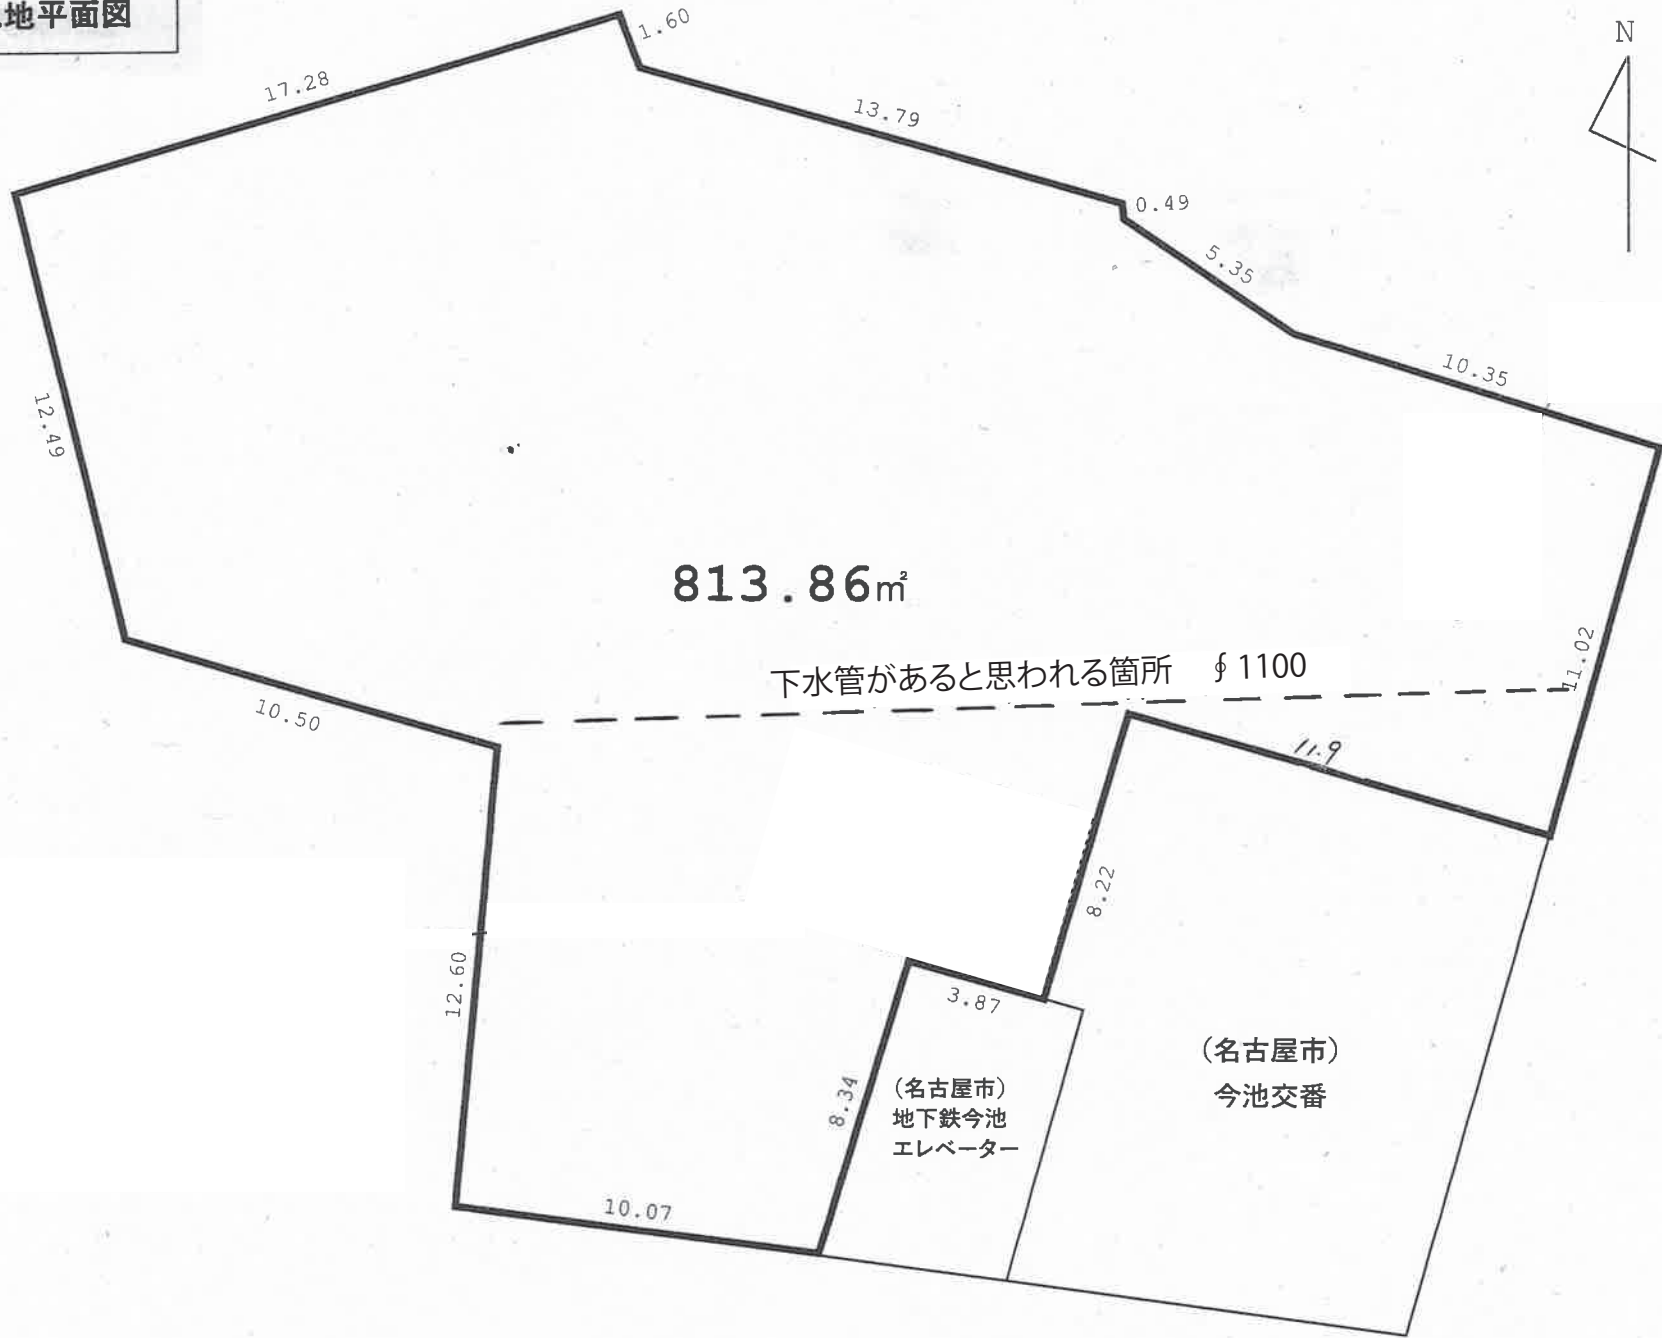 地平面図
N
1.60
17.28
13.79
0.49
5.35
10.35
12.49
813.86㎡
下水管があると思われる箇所 ∮1100
11.02
10.50
11.9
8.22
12.60
3.87
(名古屋市)
今池交番
8.34
(名古屋市)
地下鉄今池
エレベーター
10.07